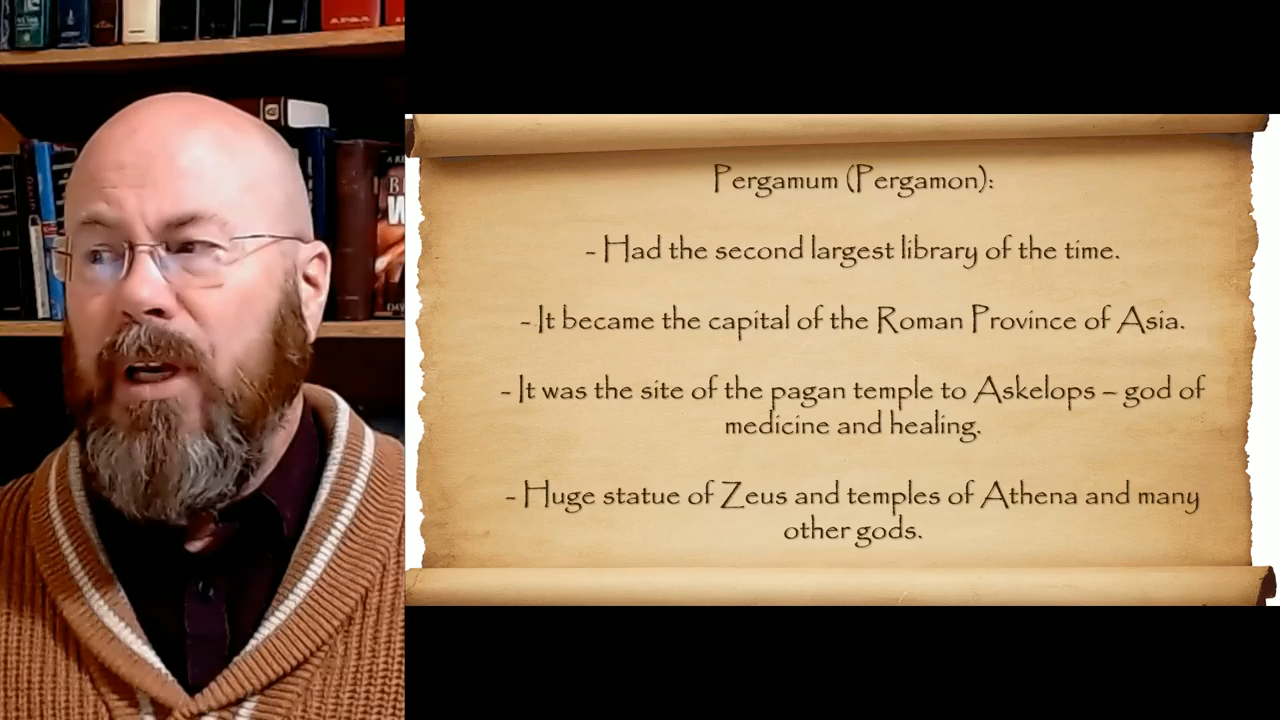 Pergamum (Pergamon):
- Had the second largest library of the time.
- It became the capital of the Roman Province of Asia.
- It was the site of the pagan temple to Askelops – god of
medicine and healing.
- Huge statue of Zeus and temples of Athena and many
other gods.